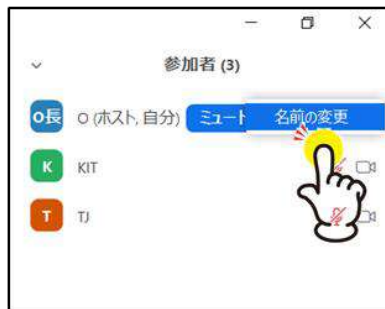 参加者 (3)
O長 O (ホスト, 自分) ミュート 名前の変更
K KIT
T TJ